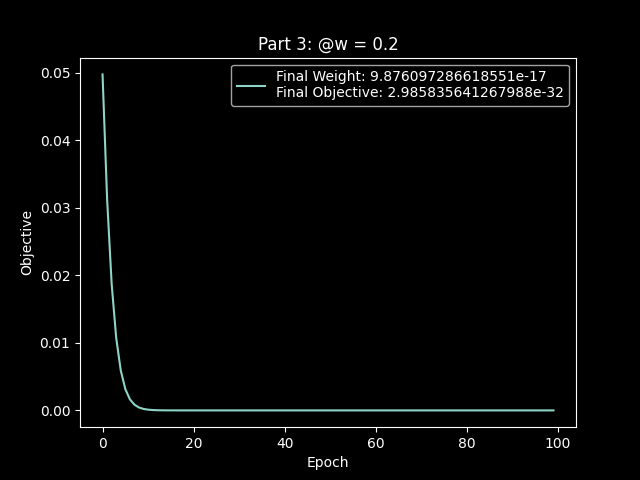 Part 3: @w = 0.2
Final Weight: 9.876097286618551e-17
Final Objective: 2.985835641267988e-32
0.05
0.04
0.03
0.02
0.01
0.00
Objective
0 20 40 60 80 100
Epoch